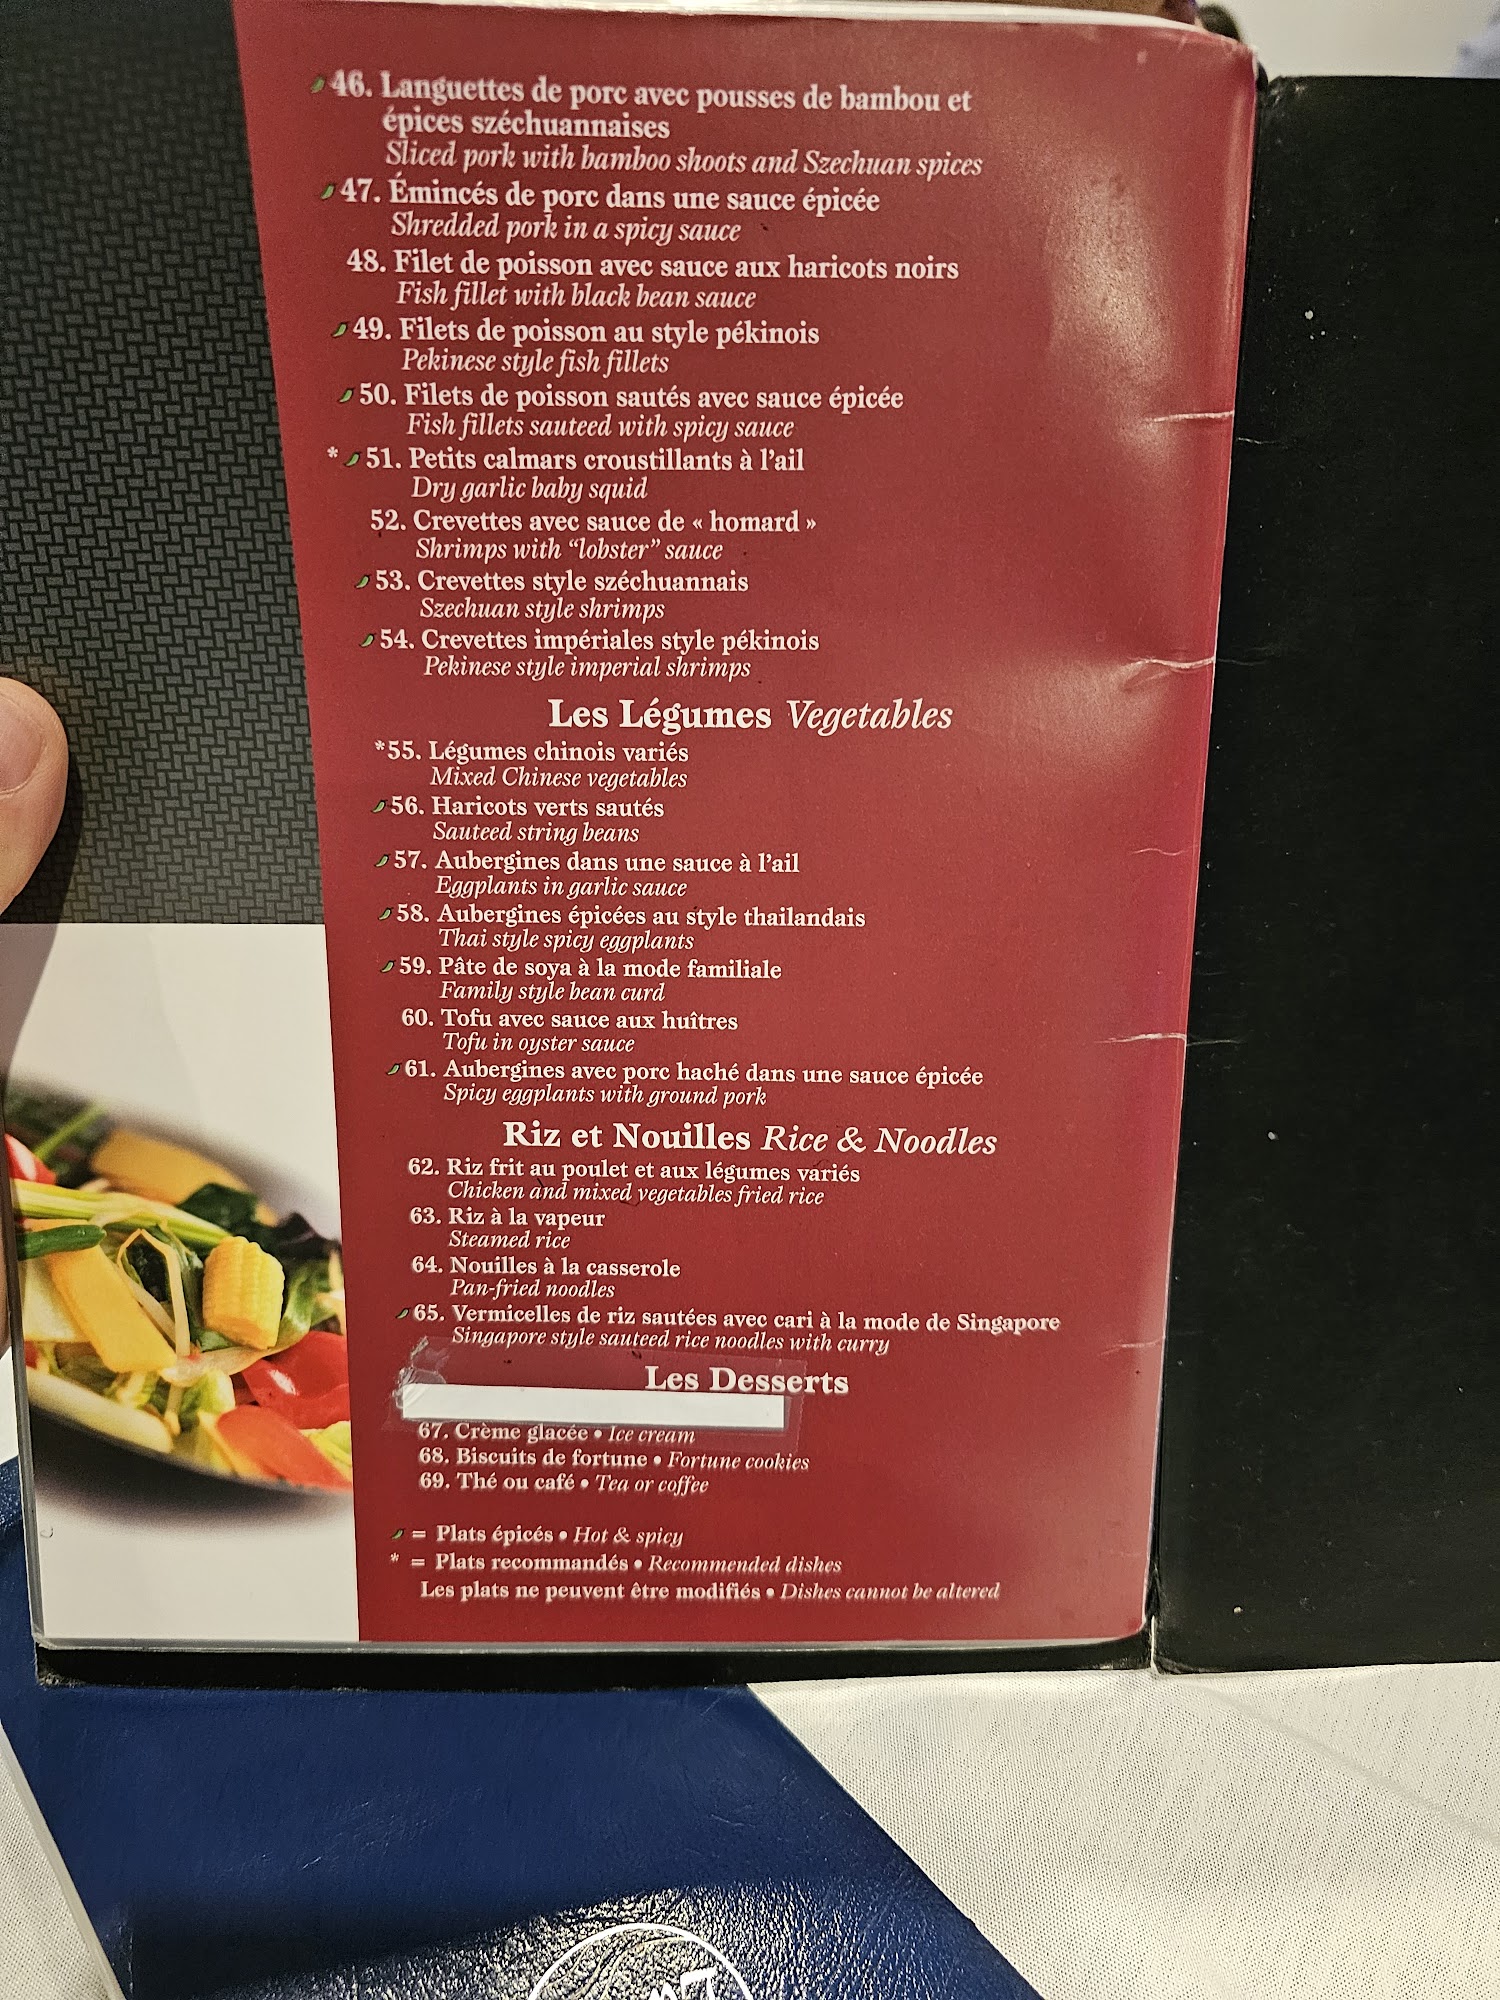 46. Languettes de porc avec pousses de bambou et
épices széchuannaises
Sliced pork with bamboo shoots and Szechuan spices
47. Émincés de porc dans une sauce épicée
Shredded pork in a spicy sauce
48. Filet de poisson avec sauce aux haricots noirs
Fish fillet with black bean sauce
49. Filets de poisson au style pékinois
Pekinese style fish fillets
50. Filets de poisson sautés avec sauce épicée
Fish fillets sauteed with spicy sauce
* 51. Petits calmars croustillants à l'ail
Dry garlic baby squid
52. Crevettes avec sauce de « homard »
Shrimps with “lobster” sauce
53. Crevettes style széchuannais
Szechuan style shrimps
54. Crevettes impériales style pékinois
Pekinese style imperial shrimps
Les Légumes Vegetables
*55. Légumes chinois variés
Mixed Chinese vegetables
56. Haricots verts sautés
Sauteed string beans
57. Aubergines dans une sauce à l'ail
Eggplants in garlic sauce
58. Aubergines épicées au style thailandais
Thai style spicy eggplants
59. Pâte de soya à la mode familiale
Family style bean curd
60. Tofu avec sauce aux huîtres
Tofu in oyster sauce
61. Aubergines avec porc haché dans une sauce épicée
Spicy eggplants with ground pork
Riz et Nouilles Rice & Noodles
62. Riz frit au poulet et aux légumes variés
Chicken and mixed vegetables fried rice
63. Riz à la vapeur
Steamed rice
64. Nouilles à la casserole
Pan-fried noodles
65. Vermicelles de riz sautées avec cari à la mode de Singapore
Singapore style sauteed rice noodles with curry
Les Desserts
67. Crème glacée • Ice cream
68. Biscuits de fortune • Fortune cookies
69. Thé ou café • Tea or coffee
= Plats épicés • Hot & spicy
* = Plats recommandés • Recommended dishes
Les plats ne peuvent être modifiés • Dishes cannot be altered